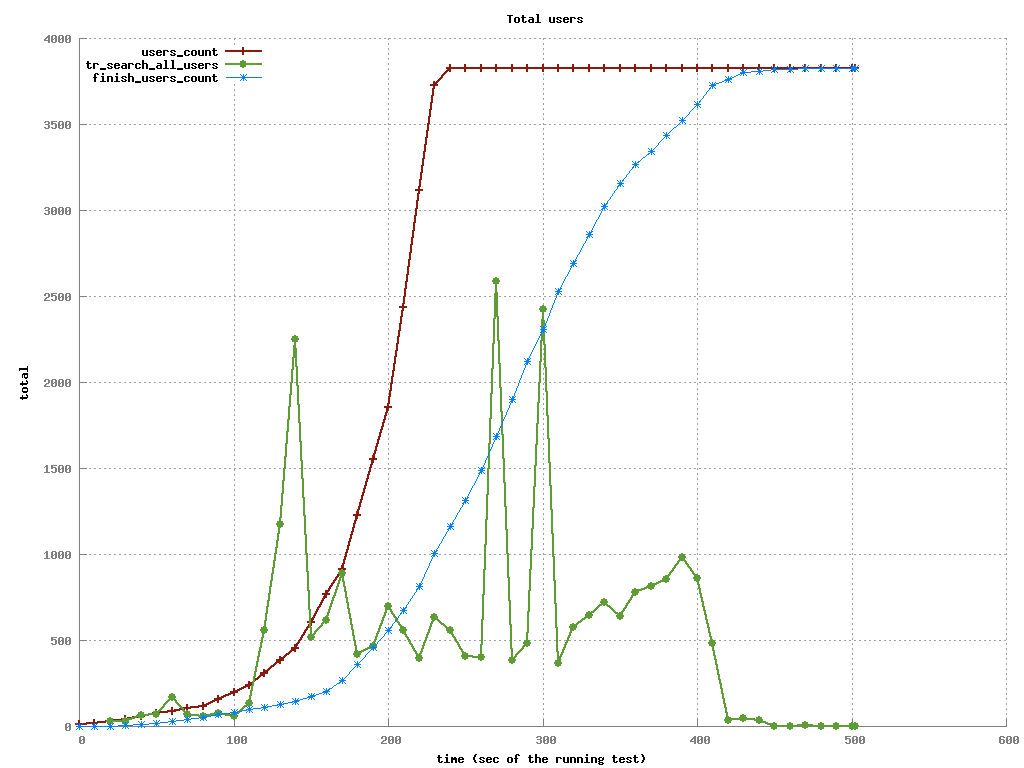 Total users
users_count
tr_search_all_users
finish_users_count
4000
3500
3000
2500
2000
1500
1000
500
0
total
0 100 200 300 400 500 600
time (sec of the running test)